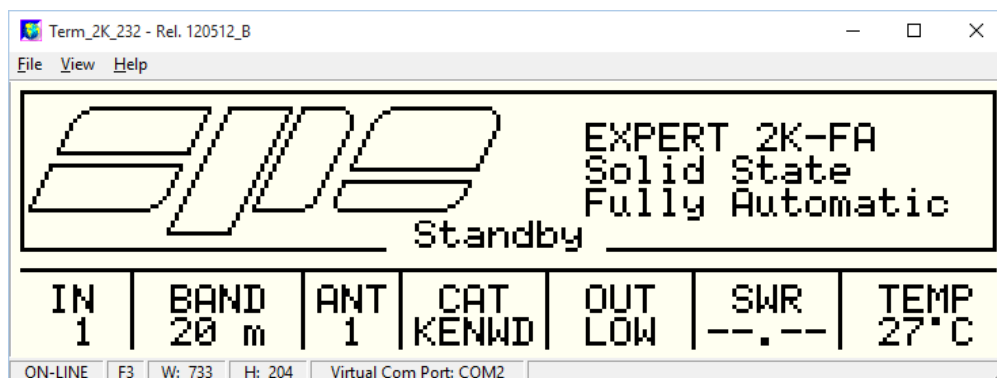 Term_2K_232 - Rel. 120512_B
File View Help
spe
EXPERT 2K-FA
Solid State
Fully Automatic
Standby
IN BAND ANT CAT OUT SWR TEMP
1 20 m 1 KENWD LOW --.-- 27°C
ON-LINE F3 W: 733 H: 204 Virtual Com Port: COM2